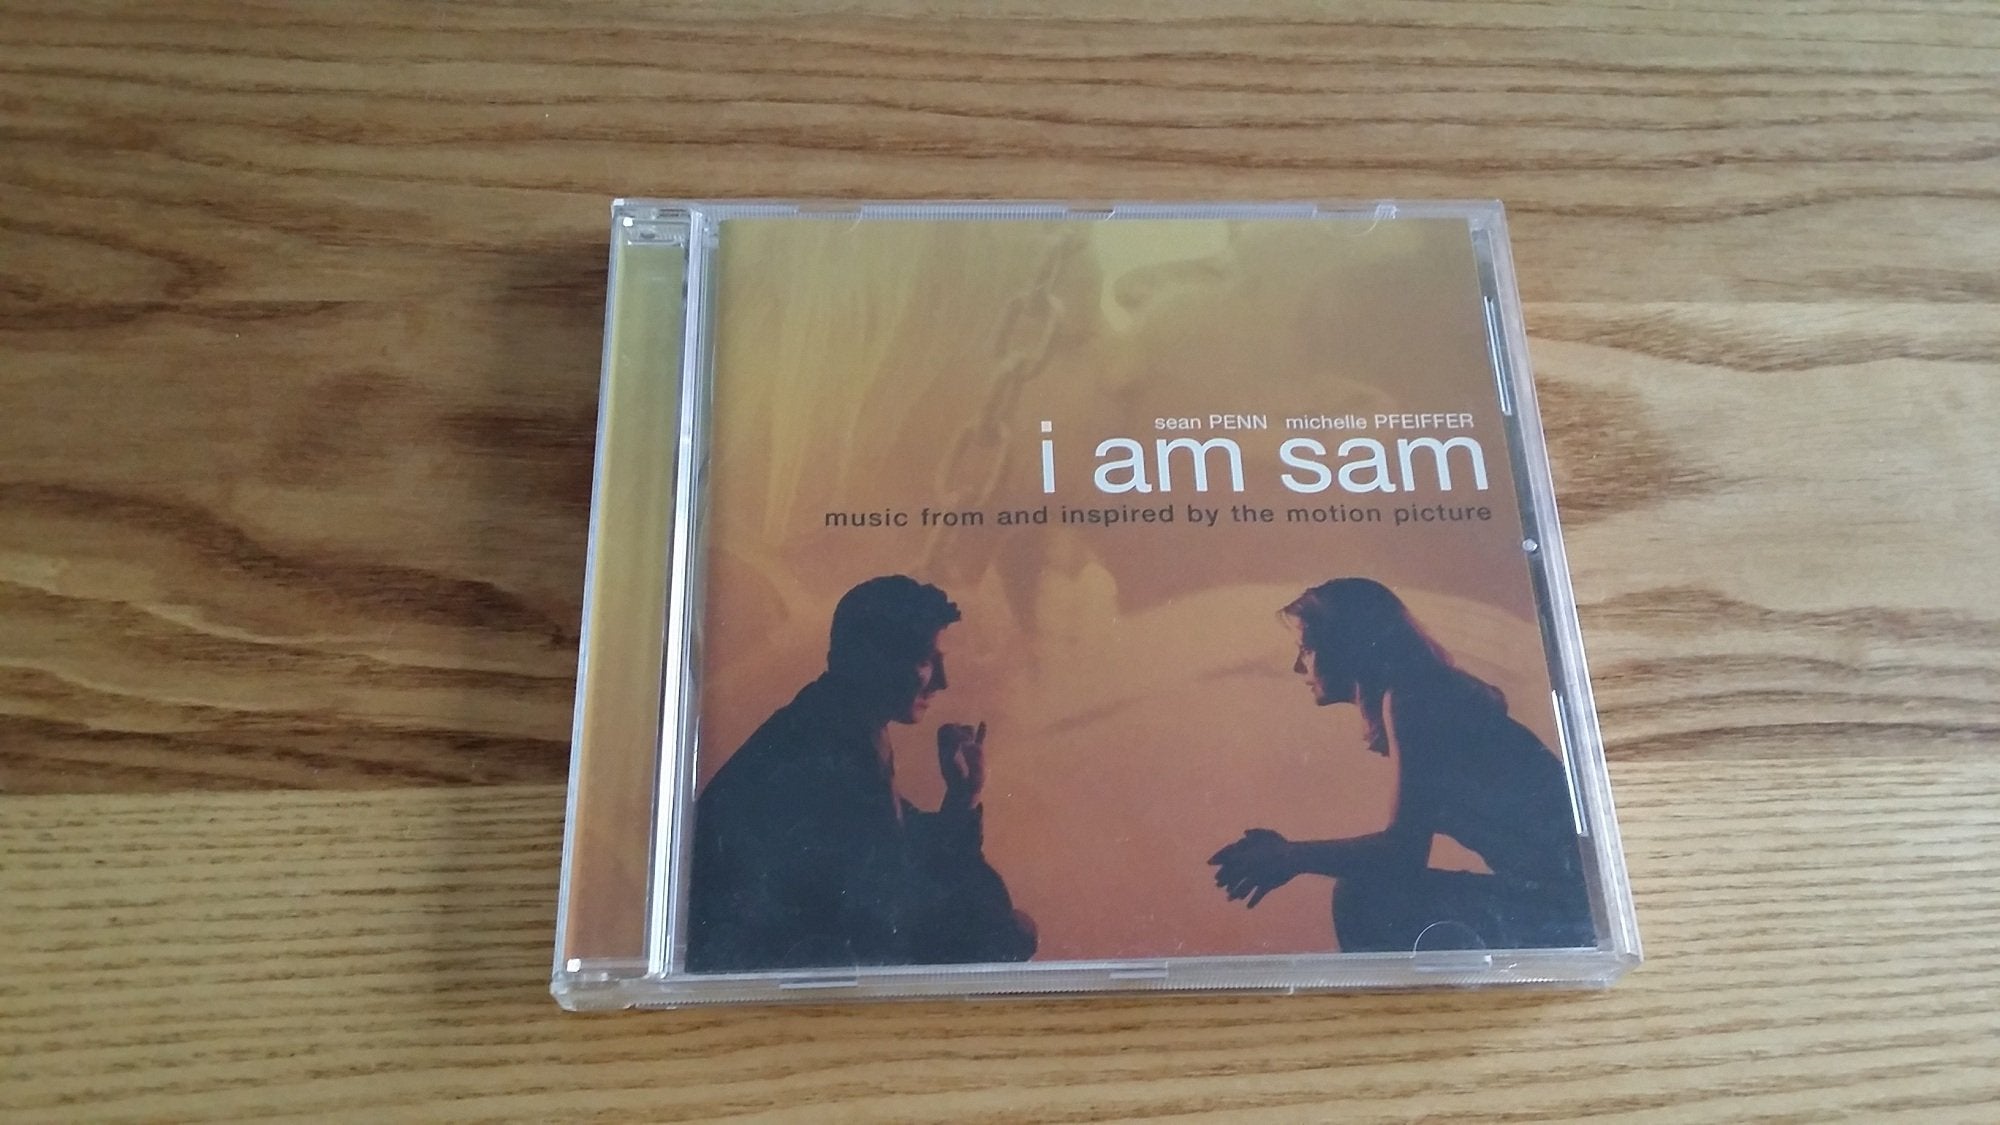 sean PENN michelle PFEIFFER
i am sam
music from and inspired by the motion picture